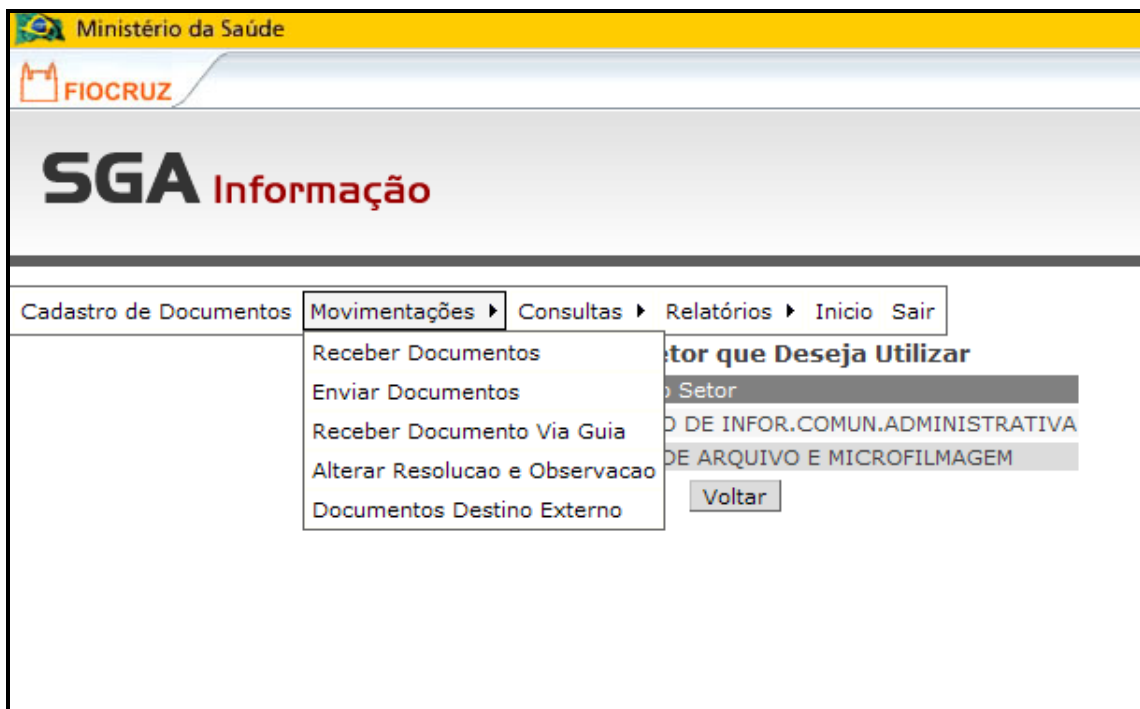 Ministério da Saúde
FIOCRUZ
SGA Informação
Cadastro de Documentos Movimentações Consultas Relatórios Inicio Sair
Receber Documentos
Enviar Documentos
Receber Documento Via Guia
Alterar Resolucao e Observacao
Documentos Destino Externo
que Deseja Utilizar
Setor
DE INFOR.COMUN.ADMINISTRATIVA
DE ARQUIVO E MICROFILMAGEM
Voltar